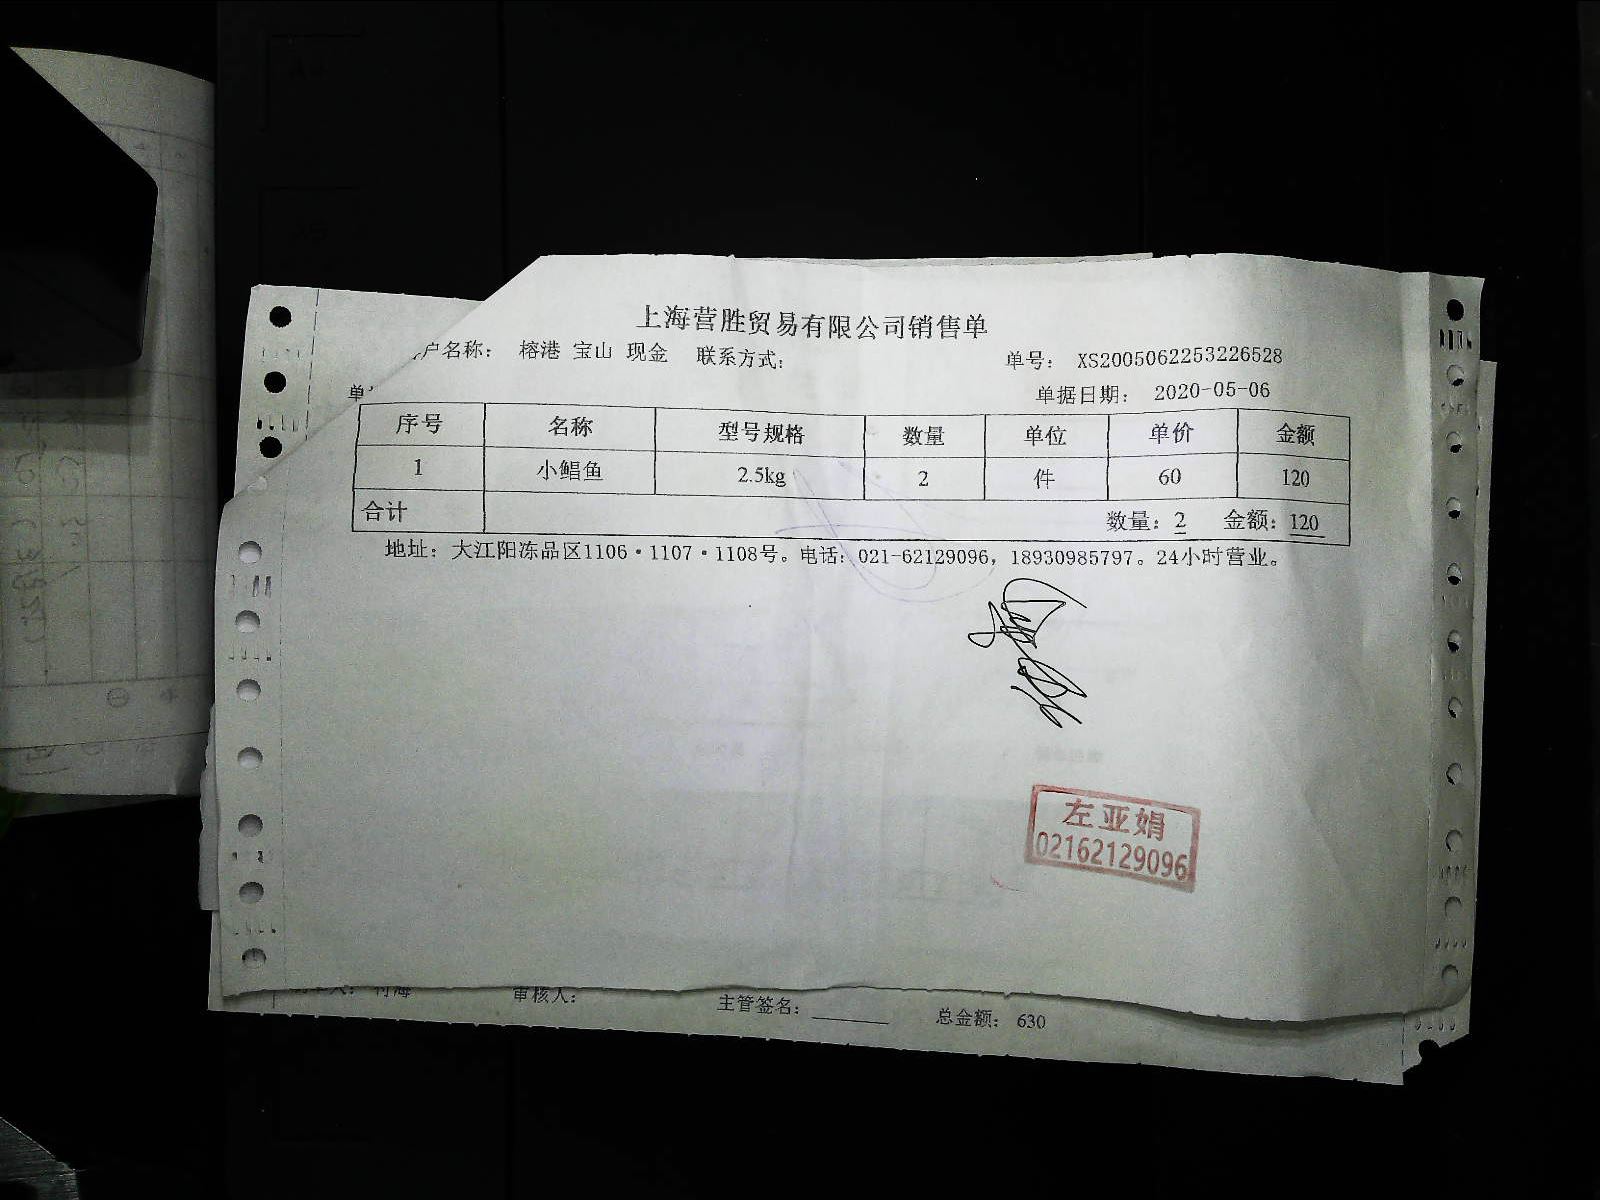 上海营胜贸易有限公司销售单
户名称： 榕港 宝山 现金 联系方式： 单号： XS2005062253226528
单 单据日期： 2020-05-06
序号 名称 型号规格 数量 单位 单价 金额
1 小鲳鱼 2.5kg 2 件 60 120
合计 数量：2 金额：120
地址：大江阳冻品区1106·1107·1108号。电话：021-62129096，18930985797。24小时营业。
左亚娟
02162129096
审核人： 主管签名： 总金额： 630